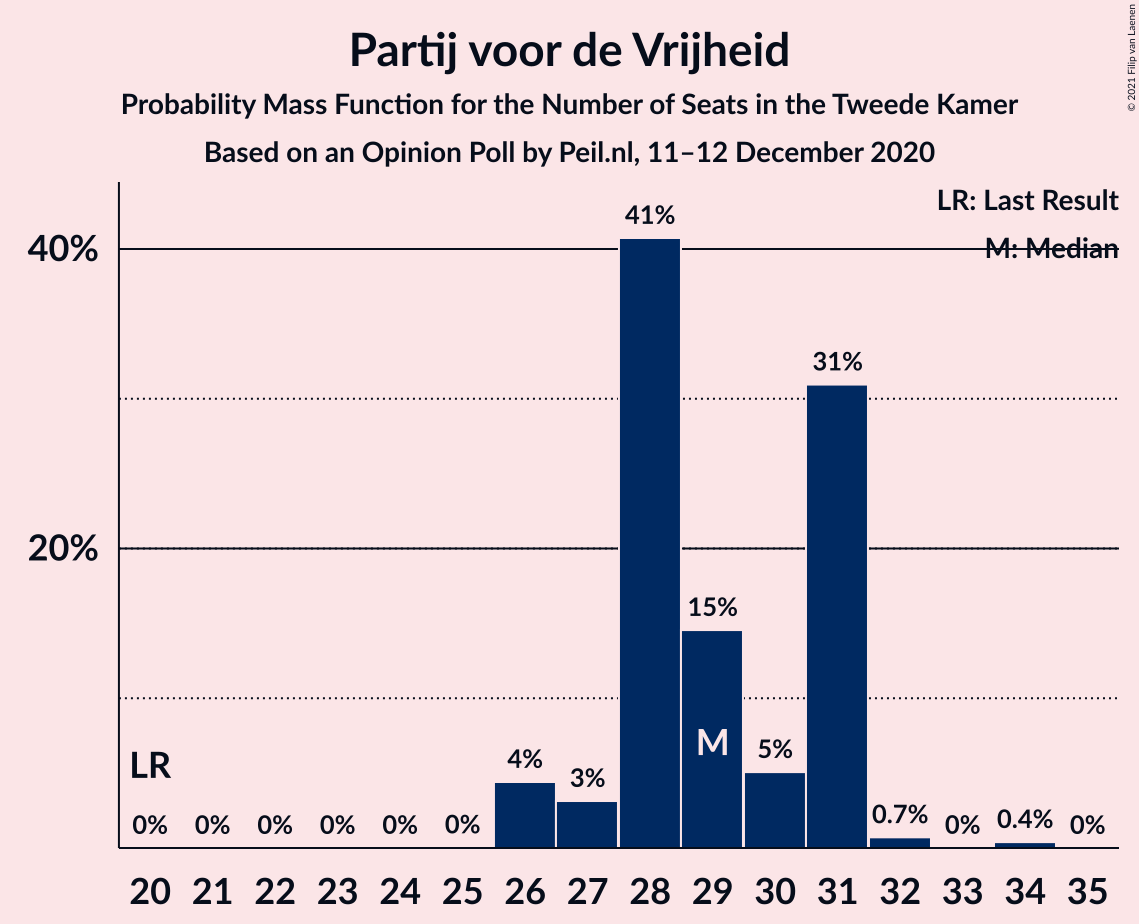 Partij voor de Vrijheid
Probability Mass Function for the Number of Seats in the Tweede Kamer
Based on an Opinion Poll by Peil.nl, 11–12 December 2020
© 2021 Filip van Laenen
LR: Last Result
M: Median
40%
20%
41%
31%
15%
M
5%
4%
3%
LR
0% 0% 0% 0% 0% 0% 0.7% 0% 0.4% 0%
20 21 22 23 24 25 26 27 28 29 30 31 32 33 34 35